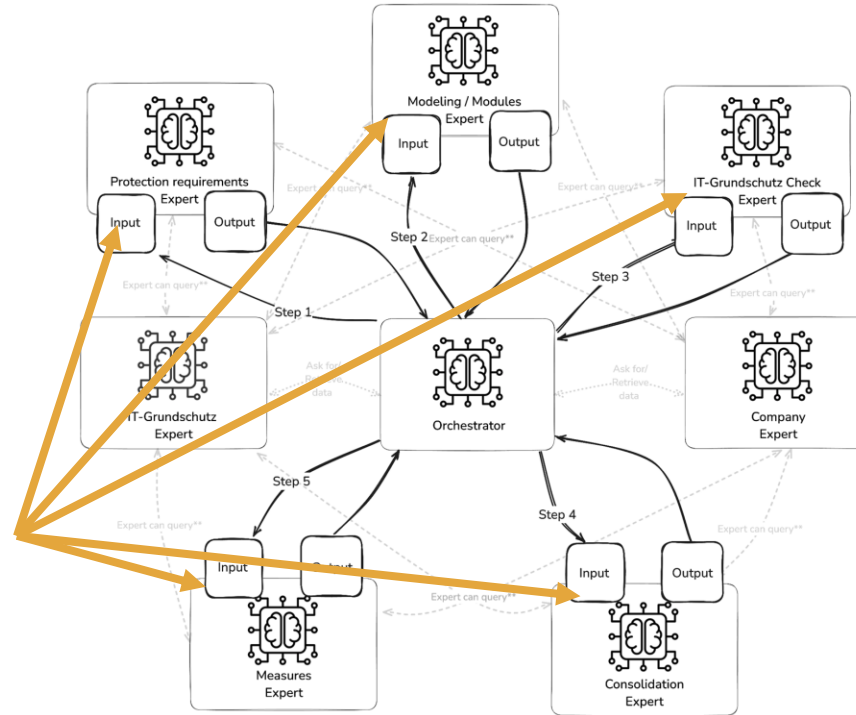 Modeling / Modules
Expert
Input
Output
Protection requirements
Expert
Input
Output
IT-Grundschutz Check
Expert
Input
Output
Expert can query**
Expert can query**
Expert can query**
Step 2
Step 3
Expert can query**
Expert can query**
Step 1
IT-Grundschutz
Expert
Ask for/
Retrieve
data
Orchestrator
Ask for/
Retrieve
data
Company
Expert
Step 5
Step 4
Expert can query**
Expert can query**
Input
Output
Input
Output
Expert can query**
Measures
Expert
Consolidation
Expert